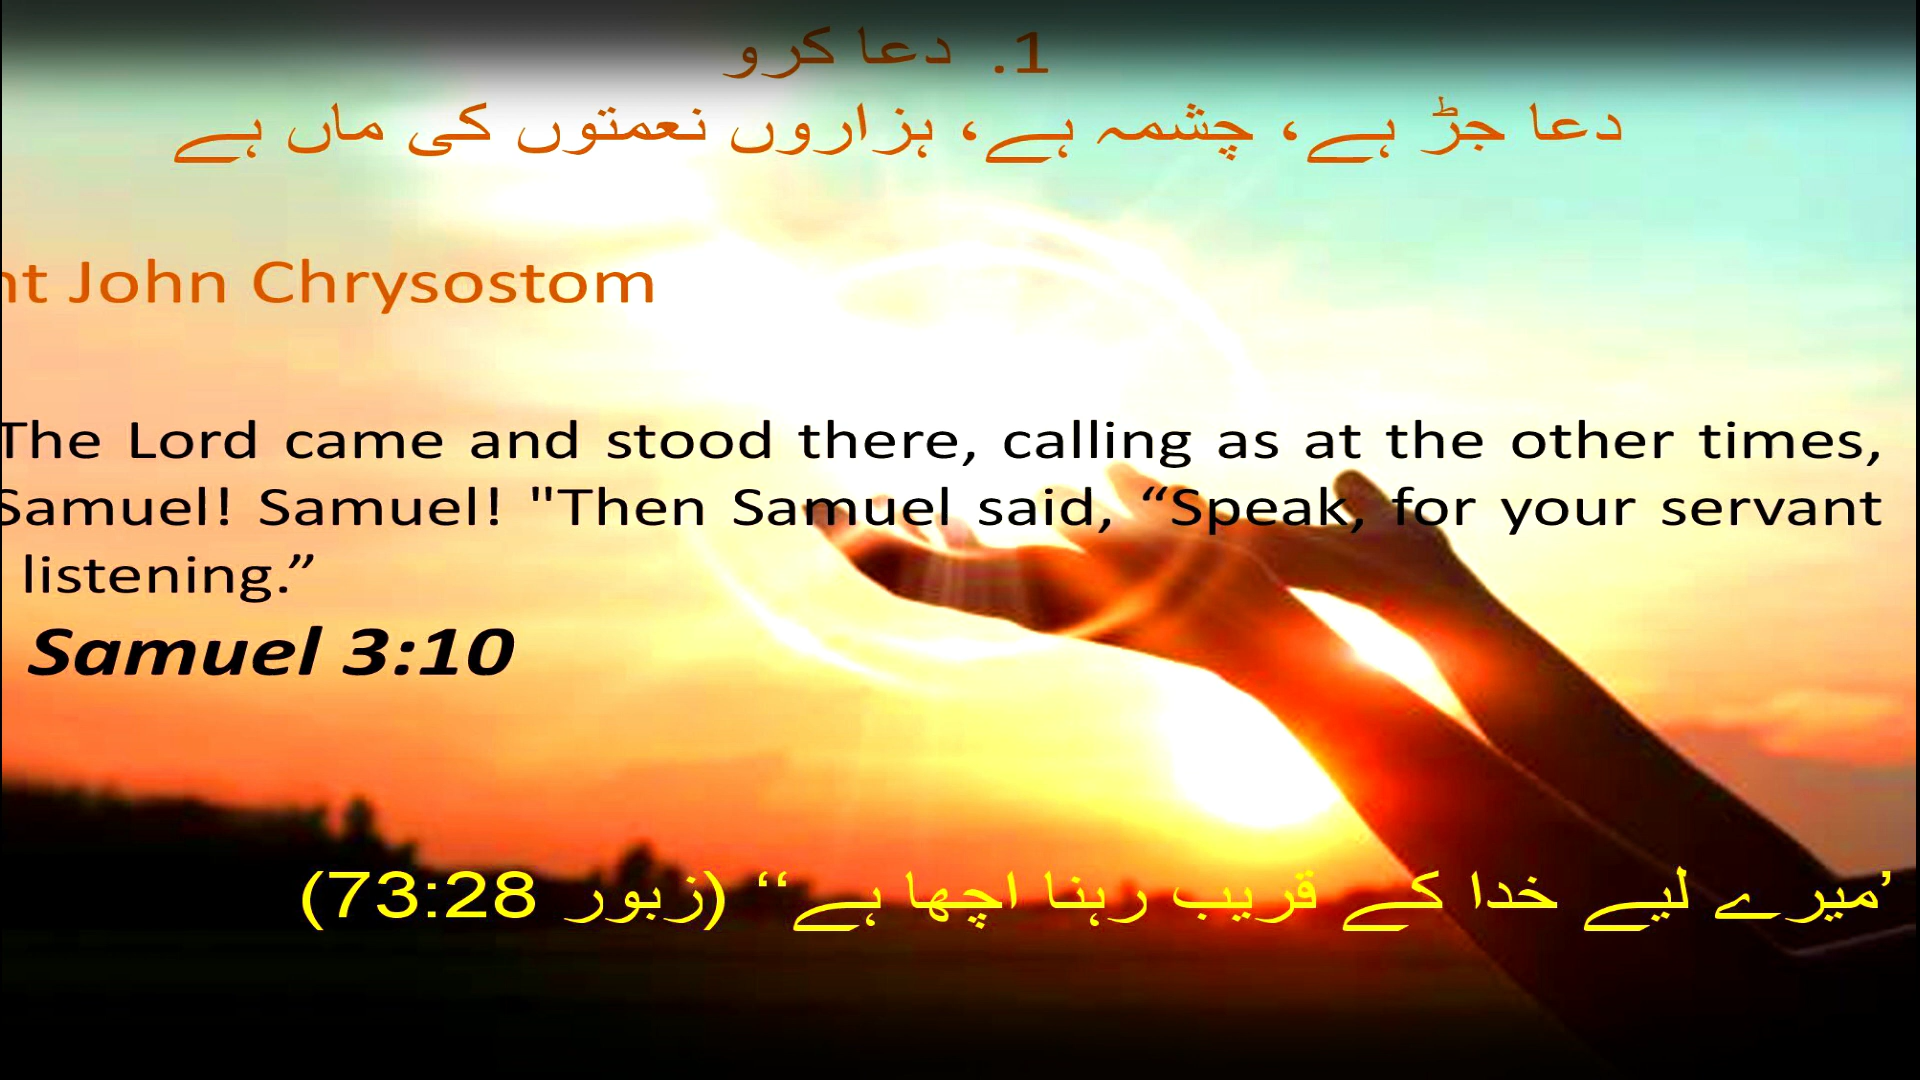 1. دعا کرو
دعا جڑ ہے، چشمہ ہے، ہزاروں نعمتوں کی ماں ہے
nt John Chrysostom
The Lord came and stood there, calling as at the other times,
Samuel! Samuel! "Then Samuel said, “Speak, for your servant
listening.”
Samuel 3:10
’میرے لیے خدا کے قریب رہنا اچھا ہے‘‘ (زبور 73:28)